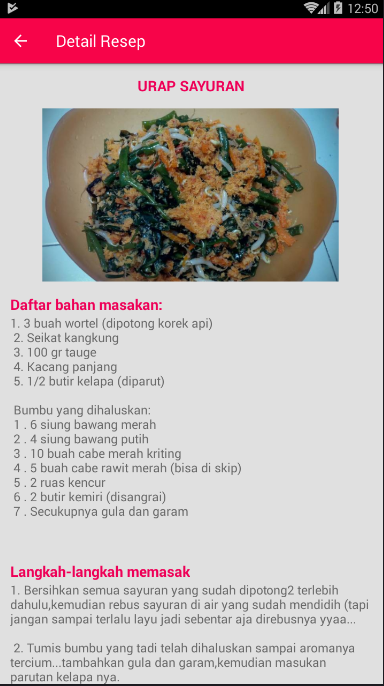 12:50
Detail Resep
URAP SAYURAN
Daftar bahan masakan:
1. 3 buah wortel (dipotong korek api)
2. Seikat kangkung
3. 100 gr tauge
4. Kacang panjang
5. 1/2 butir kelapa (diparut)
Bumbu yang dihaluskan:
1 . 6 siung bawang merah
2 . 4 siung bawang putih
3 . 10 buah cabe merah kriting
4 . 5 buah cabe rawit merah (bisa di skip)
5 . 2 ruas kencur
6 . 2 butir kemiri (disangrai)
7 . Secukupnya gula dan garam
Langkah-langkah memasak
1. Bersihkan semua sayuran yang sudah dipotong2 terlebih
dahulu,kemudian rebus sayuran di air yang sudah mendidih (tapi
jangan sampai terlalu layu jadi sebentar aja direbusnya yyaa...
2. Tumis bumbu yang tadi telah dihaluskan sampai aromanya
tercium...tambahkan gula dan garam,kemudian masukan
parutan kelapa nya.